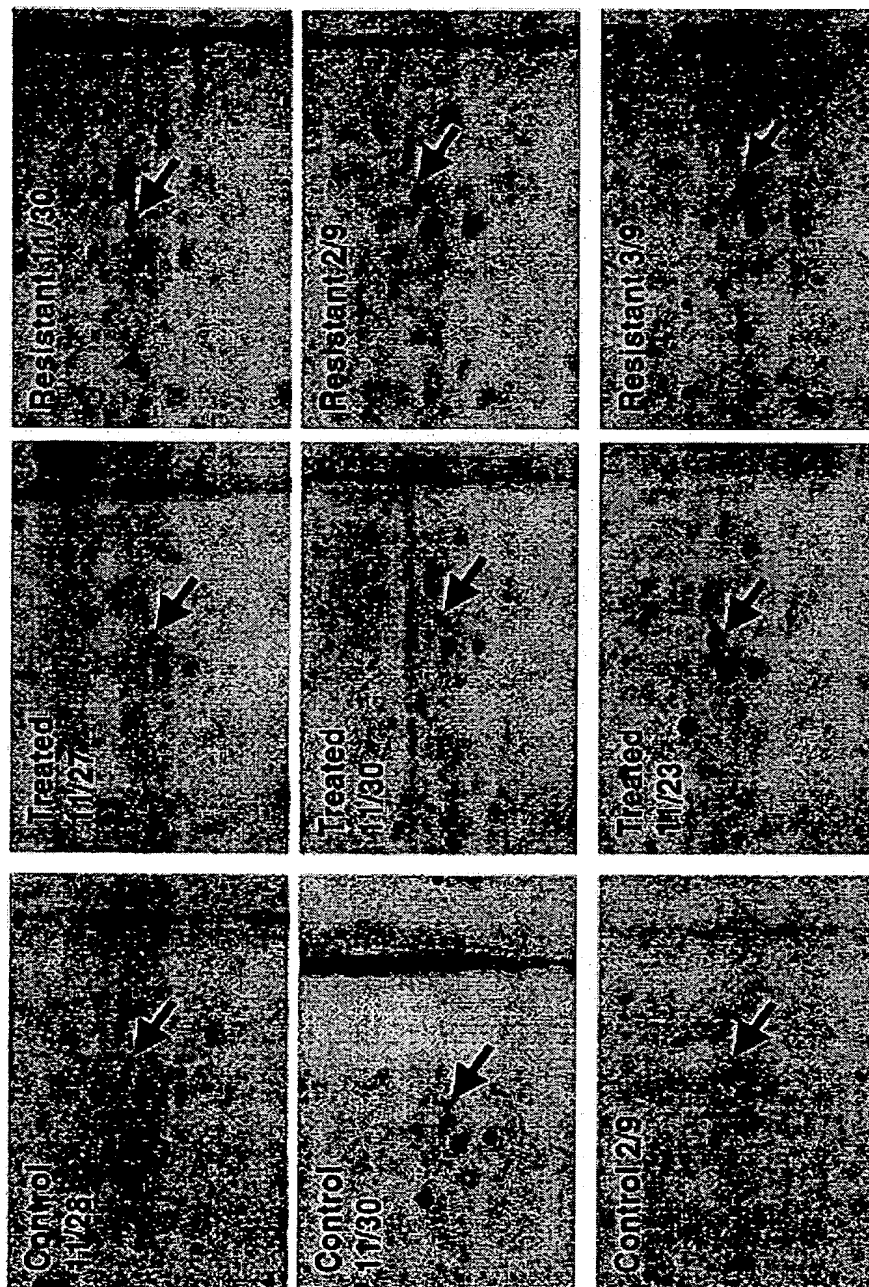 Control
11/28
Treated
11/27
Resistant 11/30
Control
11/30
Treated
11/30
Resistant 2/9
Control 2/9
Treated
11/23
Resistant 3/9